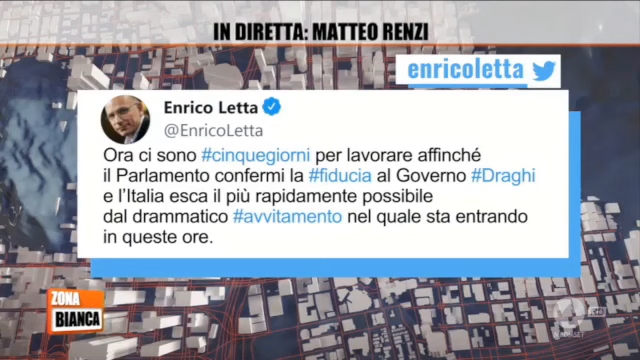 IN DIRETTA: MATTEO RENZI
enricoletta
Enrico Letta
@EnricoLetta
Ora ci sono #cinquegiorni per lavorare affinché
il Parlamento confermi la #fiducia al Governo #Draghi
e l'Italia esca il più rapidamente possibile
dal drammatico #avvitamento nel quale sta entrando
in queste ore.
ZONA
BIANCA